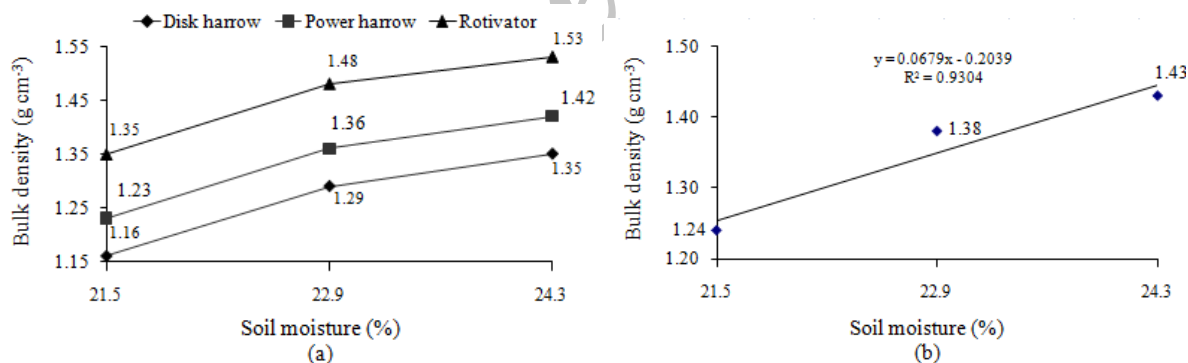 Disk harrow Power harrow Rotivator
Bulk density (g cm-3)
1.55
1.45
1.35
1.25
1.15
1.35
1.48
1.53
1.23
1.36
1.42
1.16
1.29
1.35
21.5 22.9 24.3
Soil moisture (%)
(a)
Bulk density (g cm-3)
1.50
1.40
1.30
1.20
y = 0.0679x - 0.2039
R² = 0.9304
1.24
1.38
1.43
21.5 22.9 24.3
Soil moisture (%)
(b)